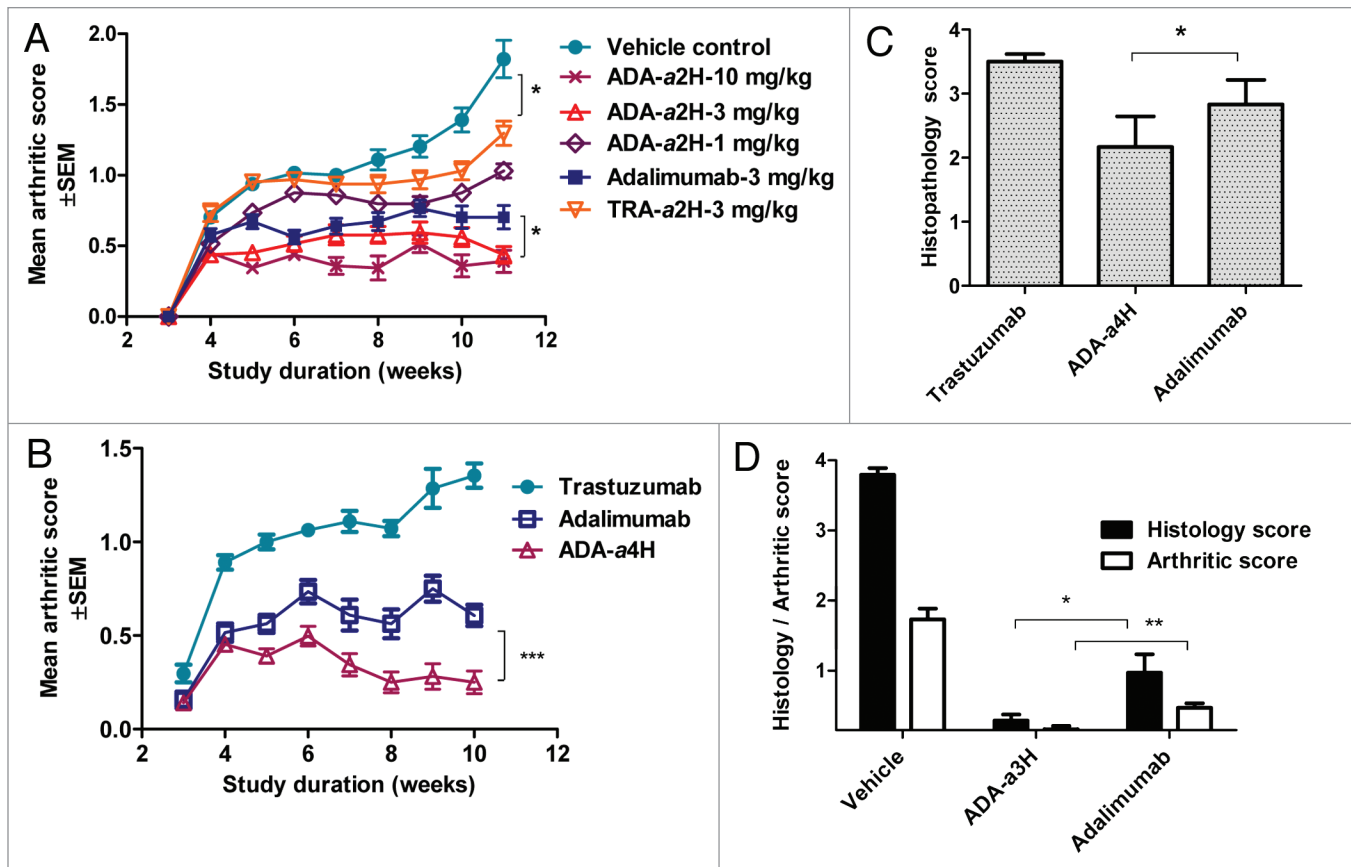 A
Mean arthritic score
±SEM
2.0
1.5
1.0
0.5
0.0
2
4
6
8
10
12
Study duration (weeks)
*
*
Vehicle control
ADA-a2H-10 mg/kg
ADA-a2H-3 mg/kg
ADA-a2H-1 mg/kg
Adalimumab-3 mg/kg
TRA-a2H-3 mg/kg
C
Histopathology score
4
3
2
0
*
Trastuzumab
ADA-a4H
Adalimumab
B
Mean arthritic score
±SEM
1.5
1.0
0.5
0.0
2
4
6
8
10
12
Study duration (weeks)
***
Trastuzumab
Adalimumab
ADA-a4H
D
Histology / Arthritic score
4
3
2
1
*
**
Histology score
Arthritic score
Vehicle
ADA-a3H
Adalimumab